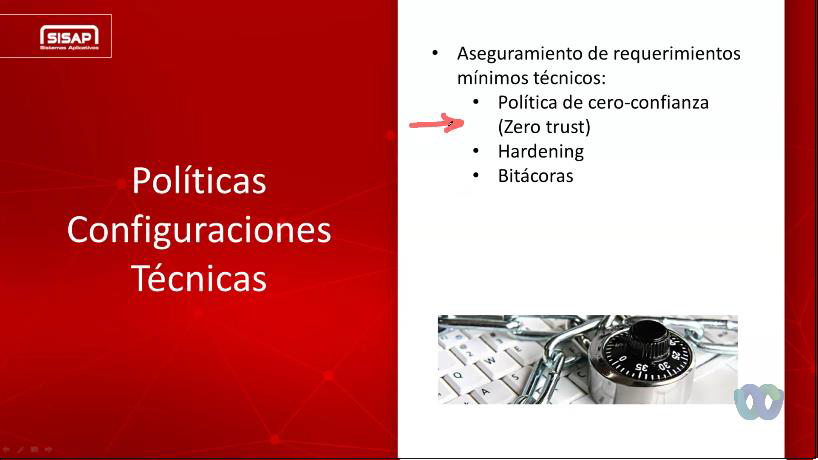 SISAP
Sistemas Aplicativos
Políticas
Configuraciones
Técnicas
• Aseguramiento de requerimientos
mínimos técnicos:
• Política de cero-confianza
(Zero trust)
• Hardening
• Bitácoras